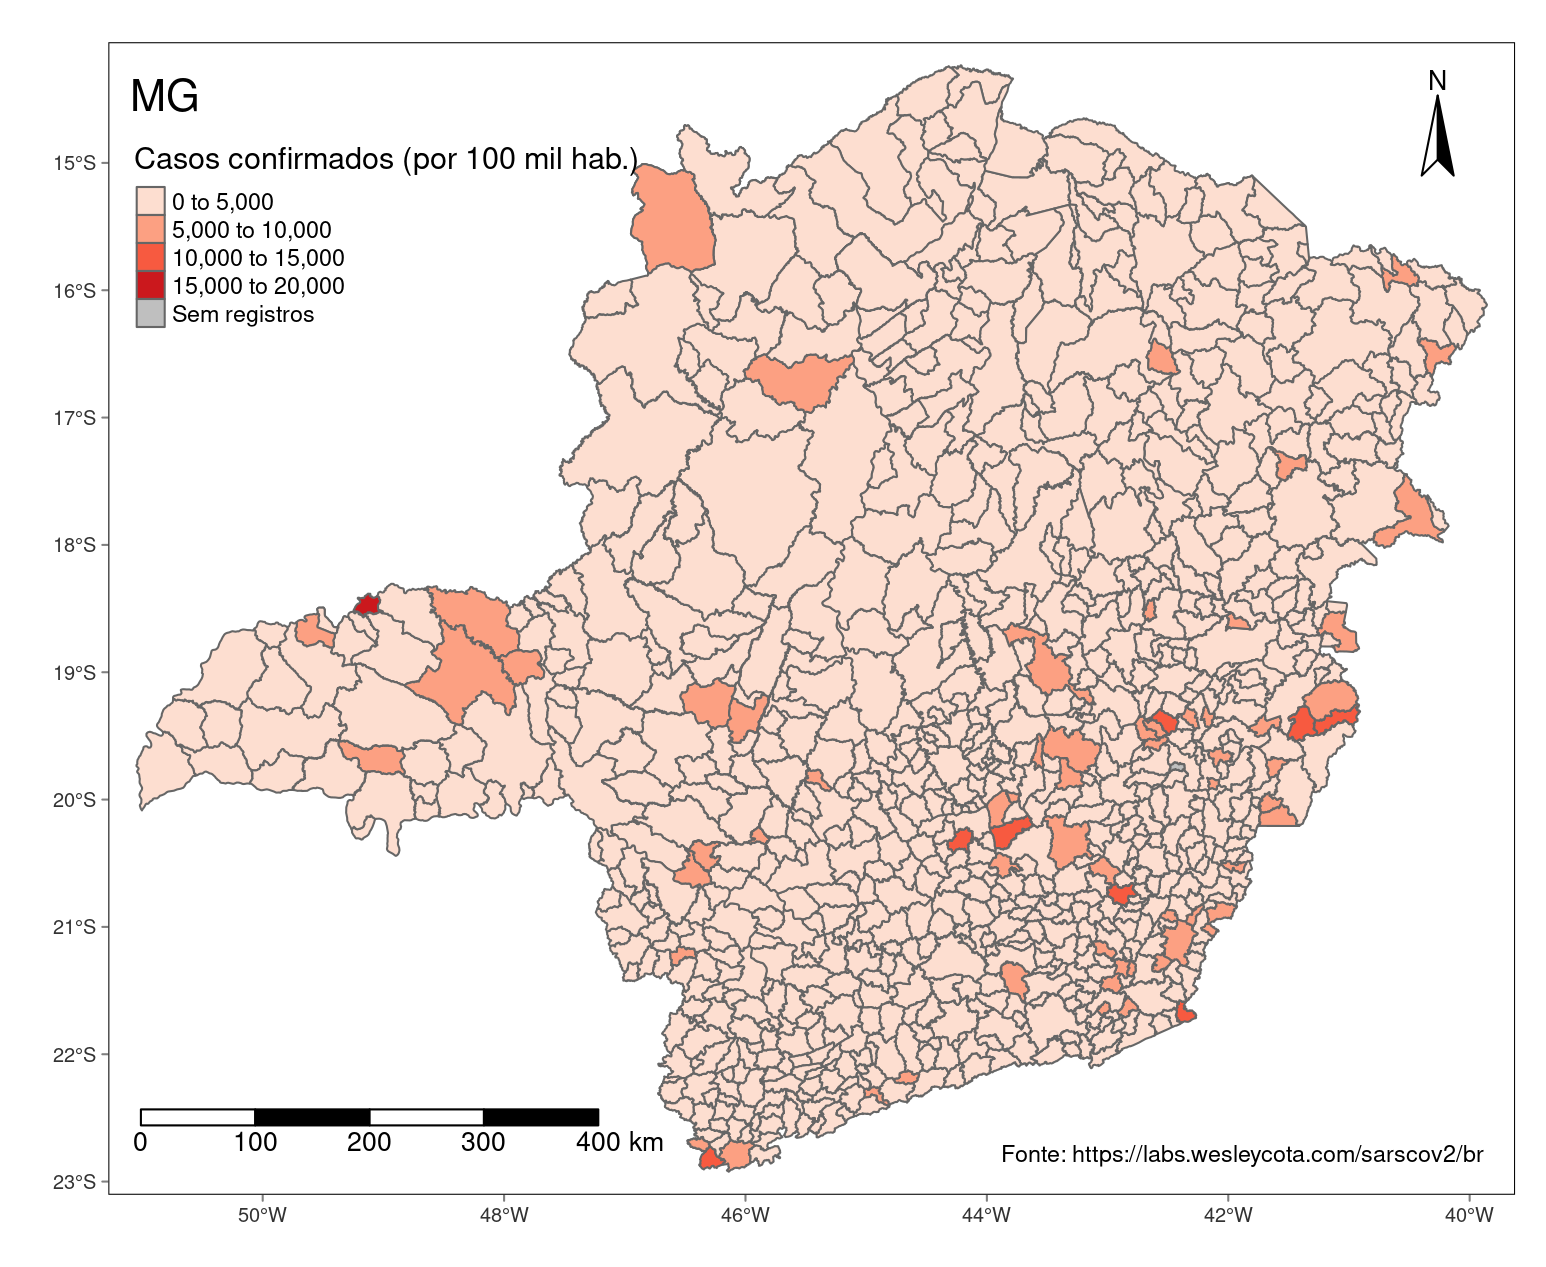 MG
N
Casos confirmados (por 100 mil hab.)
0 to 5,000
5,000 to 10,000
10,000 to 15,000
15,000 to 20,000
Sem registros
15°S
16°S
17°S
18°S
19°S
20°S
21°S
22°S
23°S
0 100 200 300 400 km
Fonte: https://labs.wesleycota.com/sarscov2/br
50°W 48°W 46°W 44°W 42°W 40°W